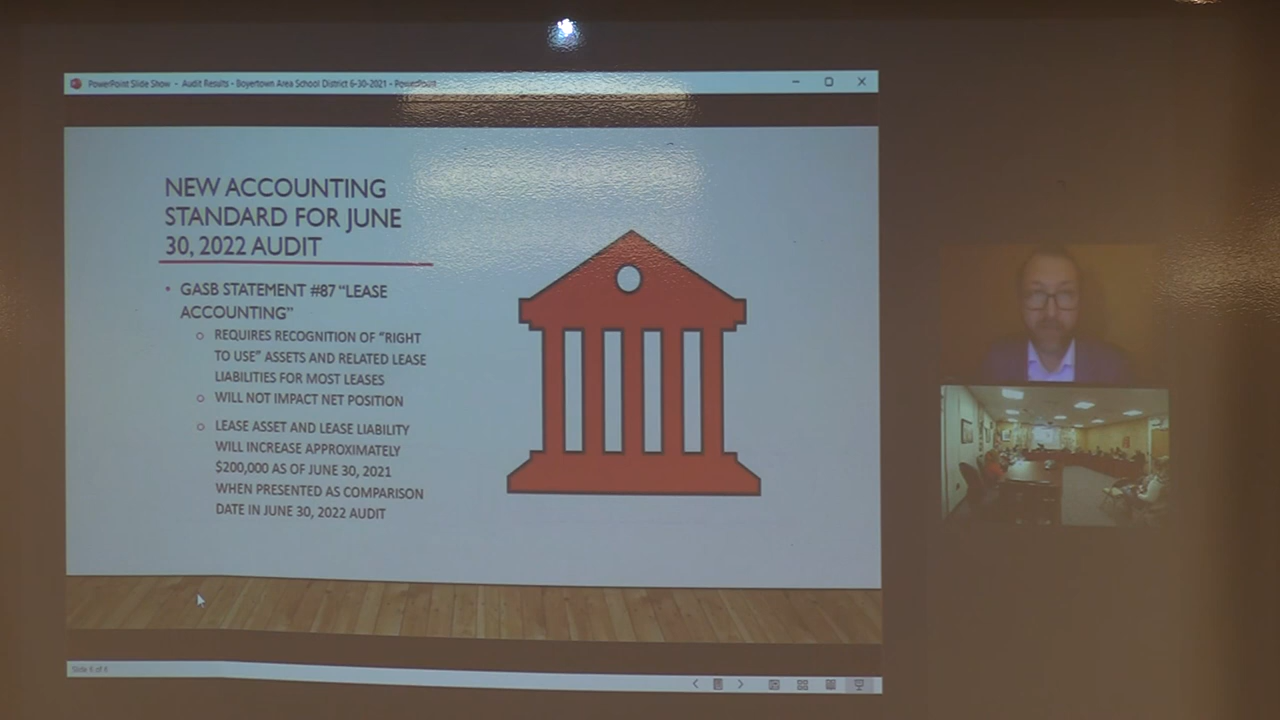 PowerPoint Slide Show - Audit Results - Boyertown Area School District 6-30-2021 - PowerPoint
NEW ACCOUNTING
STANDARD FOR JUNE
30, 2022 AUDIT
• GASB STATEMENT #87 “LEASE
ACCOUNTING”
○ REQUIRES RECOGNITION OF “RIGHT
TO USE” ASSETS AND RELATED LEASE
LIABILITIES FOR MOST LEASES
○ WILL NOT IMPACT NET POSITION
○ LEASE ASSET AND LEASE LIABILITY
WILL INCREASE APPROXIMATELY
$200,000 AS OF JUNE 30, 2021
WHEN PRESENTED AS COMPARISON
DATE IN JUNE 30, 2022 AUDIT
Slide 6 of